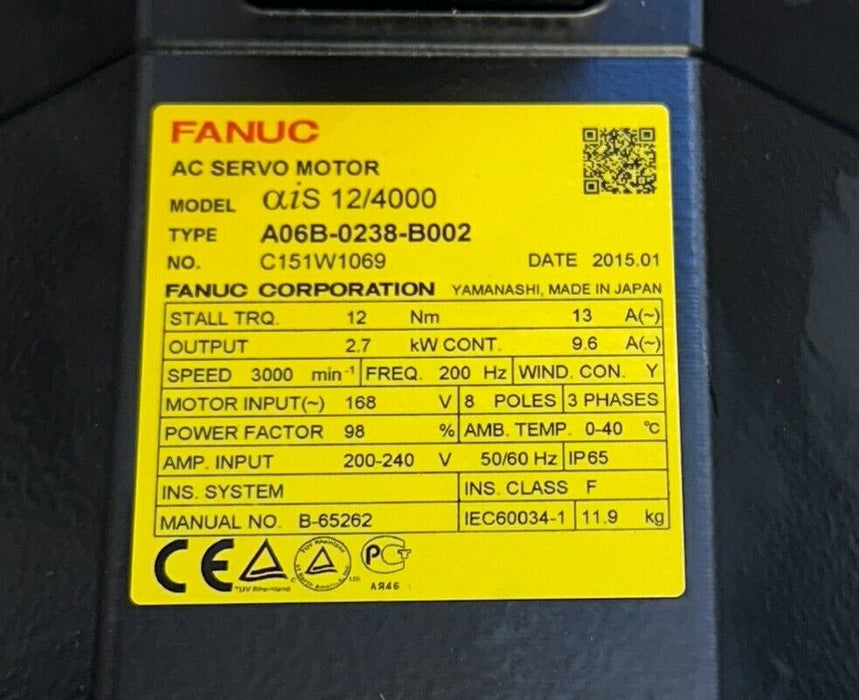 FANUC
AC SERVO MOTOR
MODEL αiS 12/4000
TYPE A06B-0238-B002
NO. C151W1069 DATE 2015.01
FANUC CORPORATION YAMANASHI, MADE IN JAPAN
STALL TRQ. 12 Nm 13 A(~)
OUTPUT 2.7 kW CONT. 9.6 A(~)
SPEED 3000 min⁻¹ FREQ. 200 Hz WIND. CON. Y
MOTOR INPUT(~) 168 V 8 POLES 3 PHASES
POWER FACTOR 98 % AMB. TEMP. 0-40 ℃
AMP. INPUT 200-240 V 50/60 Hz IP65
INS. SYSTEM INS. CLASS F
MANUAL NO. B-65262 IEC60034-1 11.9 kg
CE
TÜV Rheinland
АЯ46